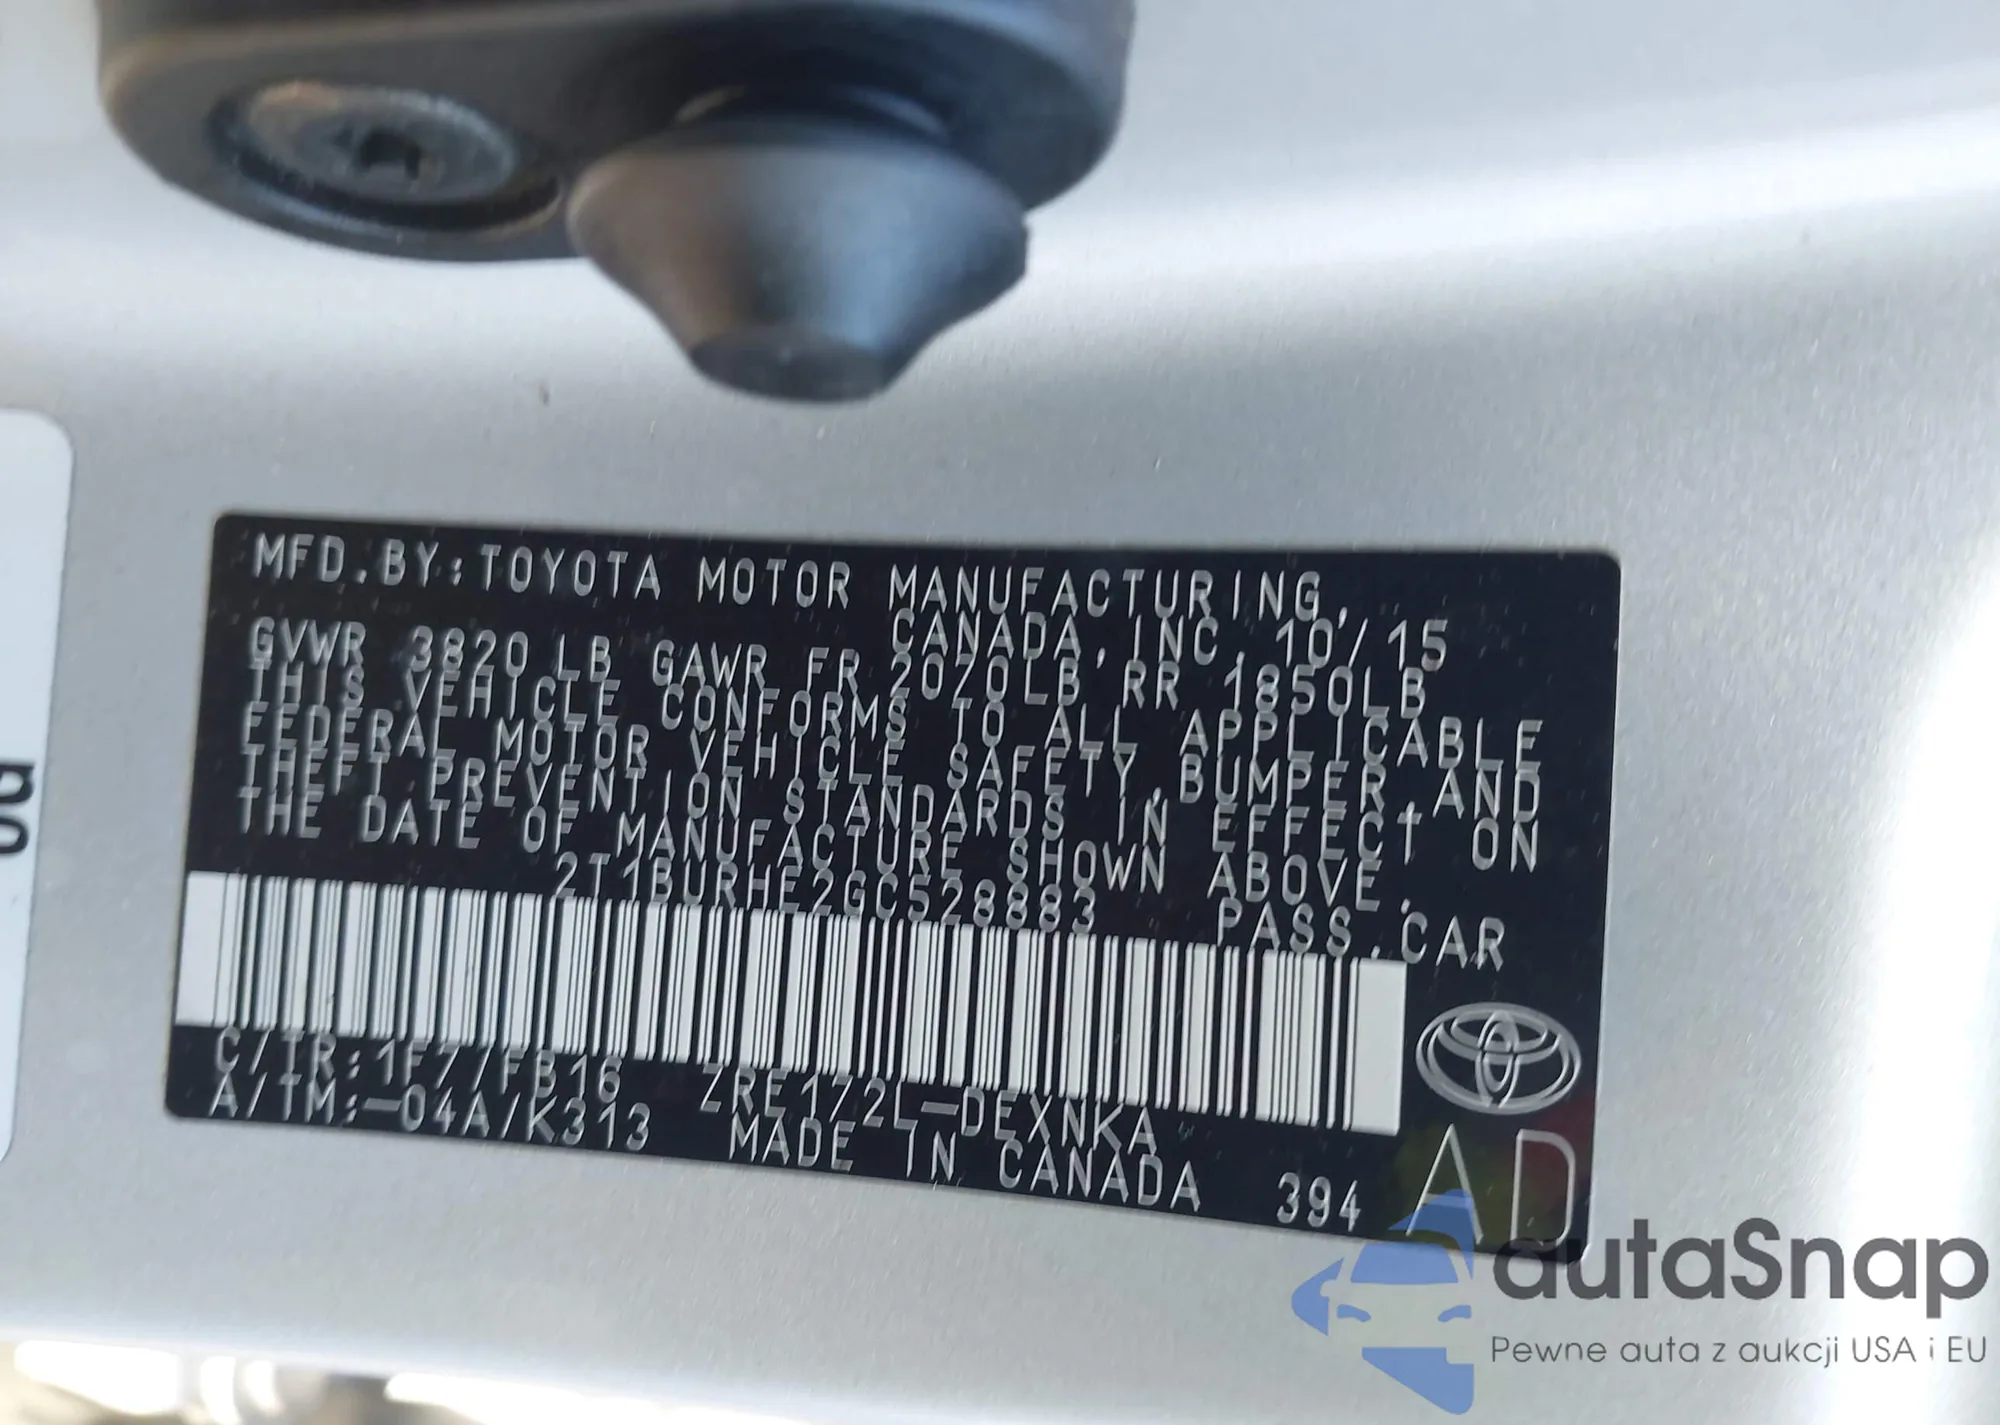 MFD.BY:TOYOTA MOTOR MANUFACTURING,
CANADA,INC. 10/15
GVWR 3820 LB GAWR FR 2020LB RR 1850LB
THIS VEHICLE CONFORMS TO ALL APPLICABLE
FEDERAL MOTOR VEHICLE SAFETY,BUMPER,AND
THEFT PREVENTION STANDARDS IN EFFECT ON
THE DATE OF MANUFACTURE SHOWN ABOVE.
2T1BURHE2GC528883 PASS.CAR
C/TR:1F7/FB16 ZRE172L-DEXNKA
A/TM:-04A/K313 MADE IN CANADA 394
AD
autaSnap
Pewne auta z aukcji USA i EU